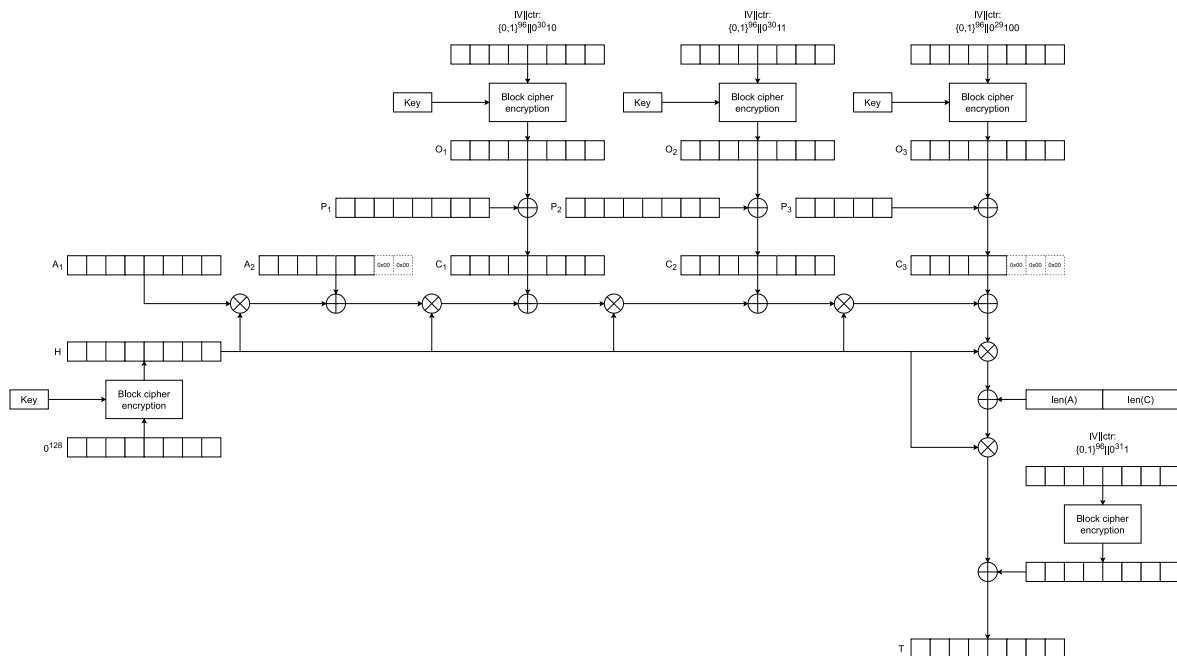 IV||ctr:
{0,1}⁹⁶||0³⁰10
IV||ctr:
{0,1}⁹⁶||0³⁰11
IV||ctr:
{0,1}⁹⁶||0²⁹100
Key
Block cipher
encryption
Key
Block cipher
encryption
Key
Block cipher
encryption
O₁
O₂
O₃
P₁
P₂
P₃
A₁
A₂
0x00
0x00
C₁
C₂
C₃
0x00
0x00
0x00
H
Key
Block cipher
encryption
len(A)
len(C)
0¹²⁸
IV||ctr:
{0,1}⁹⁶||0³¹1
Block cipher
encryption
T